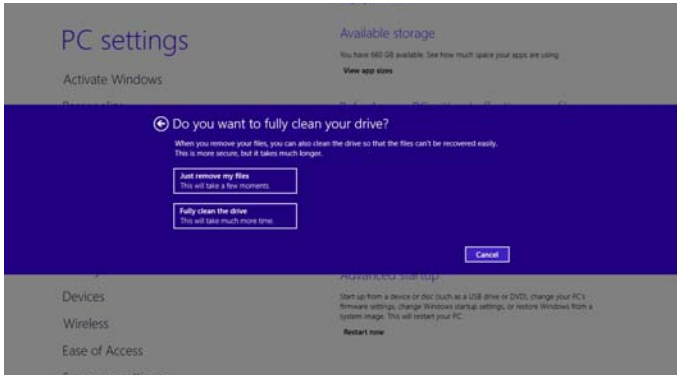 PC settings
Activate Windows
Personalize
Available storage
You have 660 GB available. See how much space your apps are using.
View app sizes
Do you want to fully clean your drive?
When you remove your files, you can also clean the drive so that the files can't be recovered easily.
This is more secure, but it takes much longer.
Just remove my files
This will take a few moments.
Fully clean the drive
This will take much more time.
Cancel
Devices
Wireless
Ease of Access
Advanced startup
Start up from a device or disc (such as a USB drive or DVD), change your PC's
firmware settings, change Windows startup settings, or restore Windows from a
system image. This will restart your PC.
Restart now